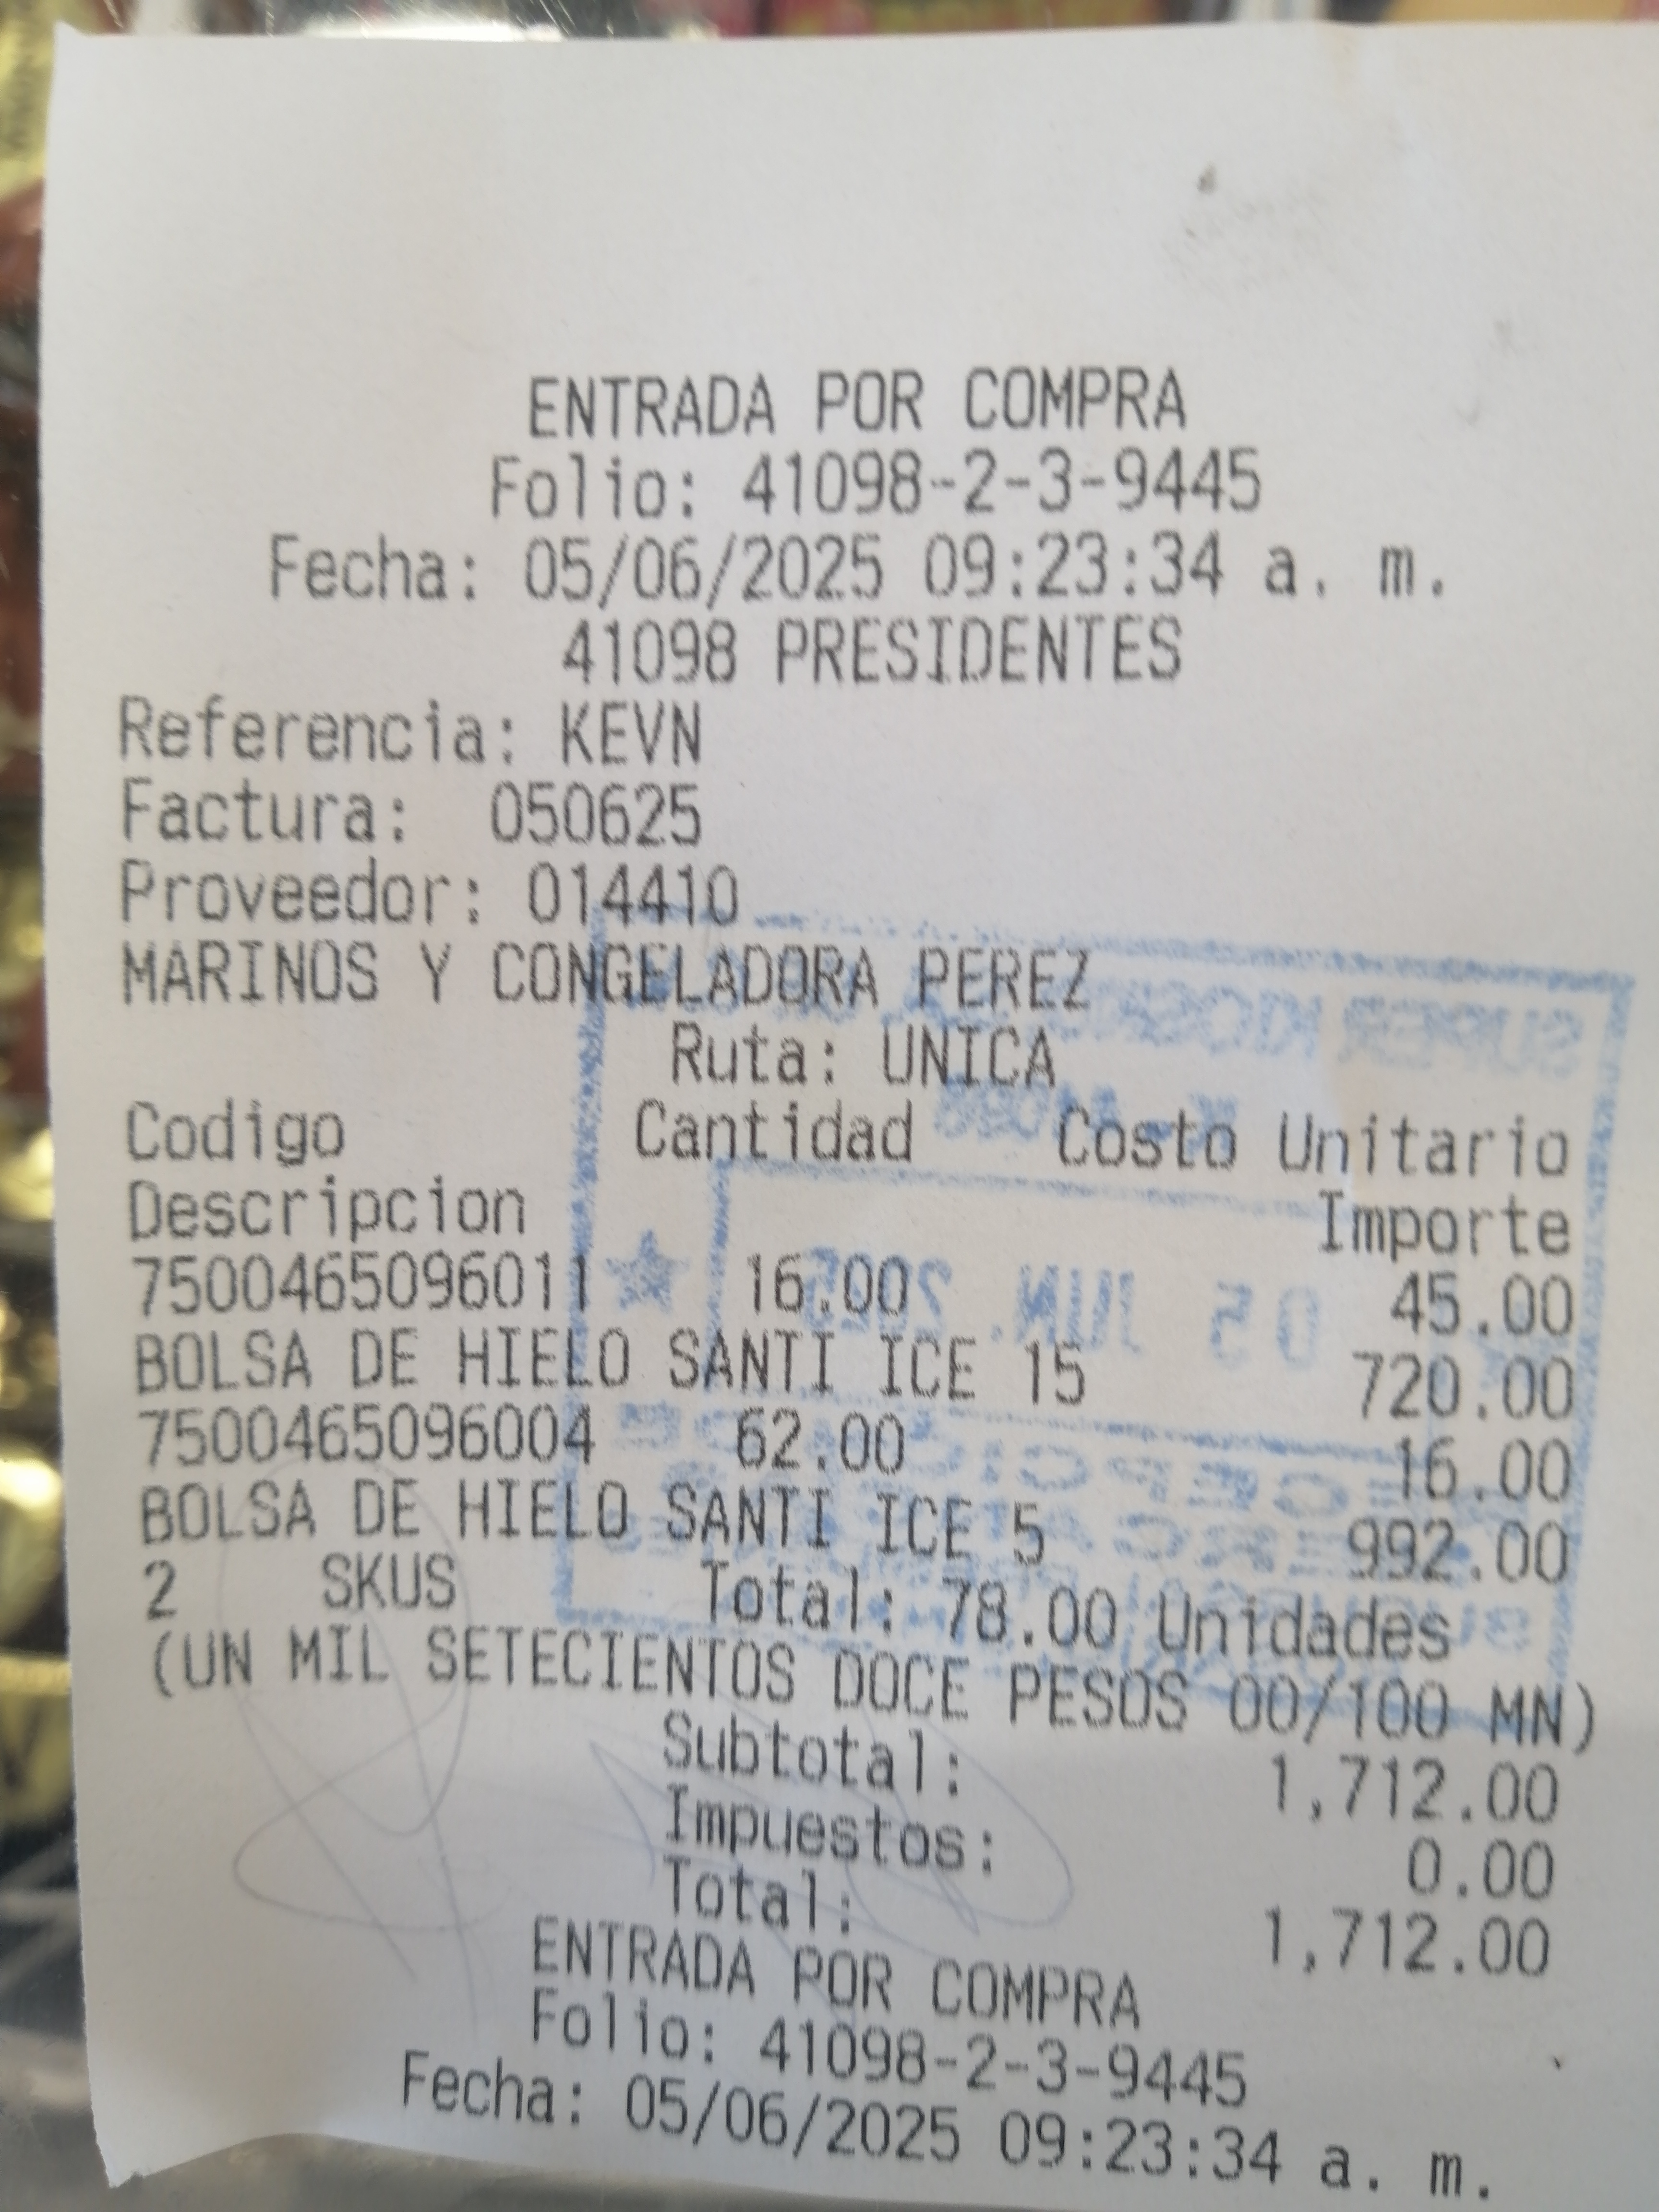 ENTRADA POR COMPRA
Folio: 41098-2-3-9445
Fecha: 05/06/2025 09:23:34 a. m.
41098 PRESIDENTES
Referencia: KEVN
Factura: 050625
Proveedor: 014410
MARINOS Y CONGELADORA PEREZ
Ruta: UNICA
Codigo Cantidad Costo Unitario
Descripcion Importe
7500465096011 16.00 45.00
BOLSA DE HIELO SANTI ICE 15 720.00
7500465096004 62.00 16.00
BOLSA DE HIELO SANTI ICE 5 992.00
2 SKUS Total: 78.00 Unidades
(UN MIL SETECIENTOS DOCE PESOS 00/100 MN)
Subtotal: 1,712.00
Impuestos: 0.00
Total: 1,712.00
ENTRADA POR COMPRA
Folio: 41098-2-3-9445
Fecha: 05/06/2025 09:23:34 a. m.
SUPER
05 JUN. 2025